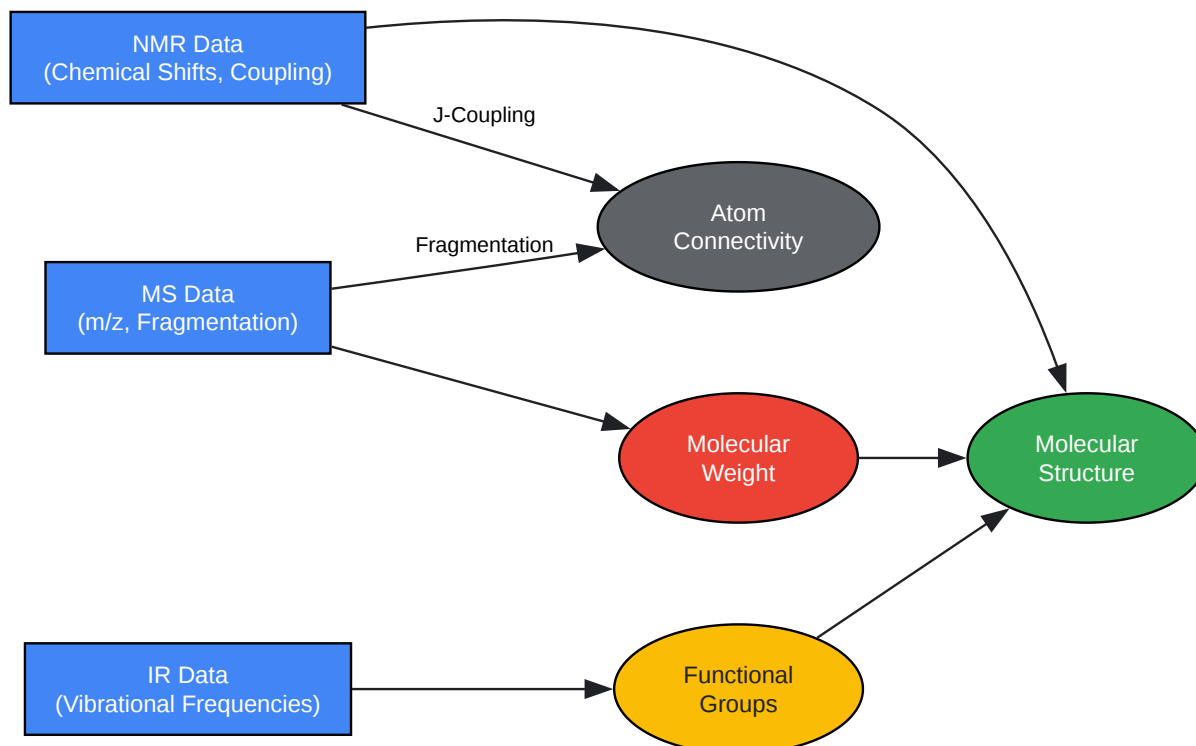 NMR Data
(Chemical Shifts, Coupling)
J-Coupling
Atom
Connectivity
Fragmentation
MS Data
(m/z, Fragmentation)
Molecular
Weight
Molecular
Structure
IR Data
(Vibrational Frequencies)
Functional
Groups